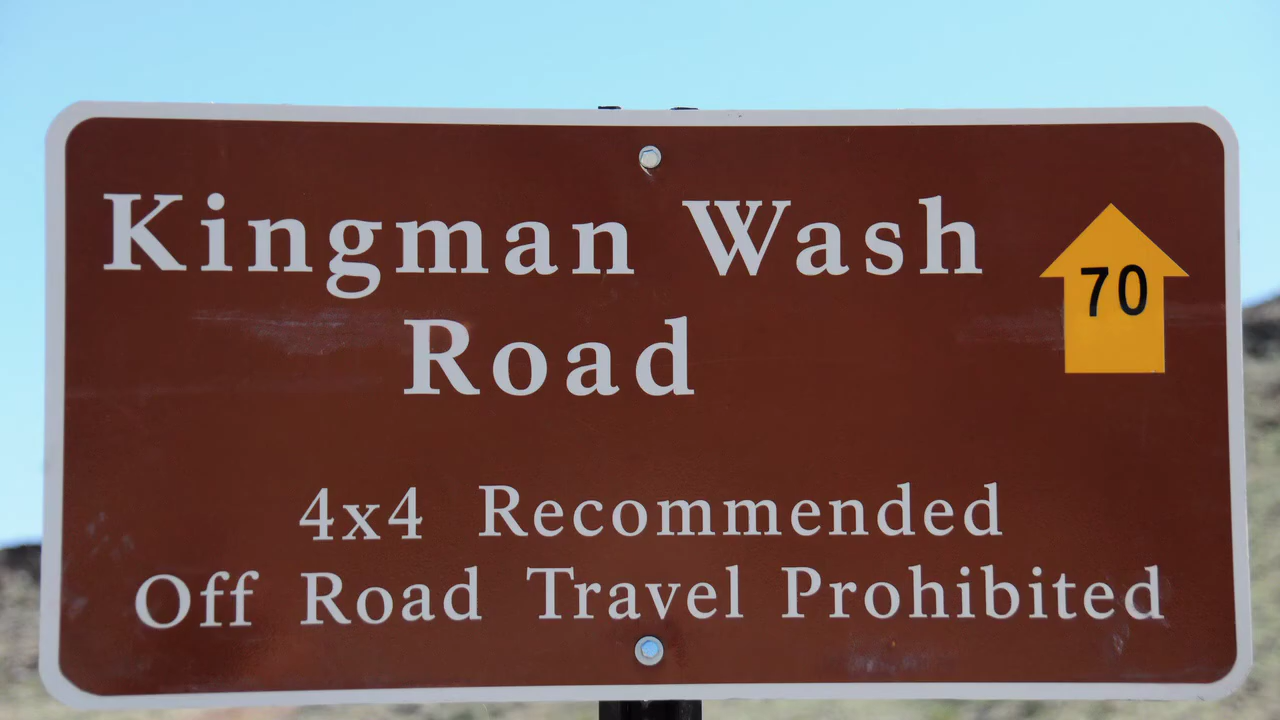 Kingman Wash
Road
70
4x4 Recommended
Off Road Travel Prohibited